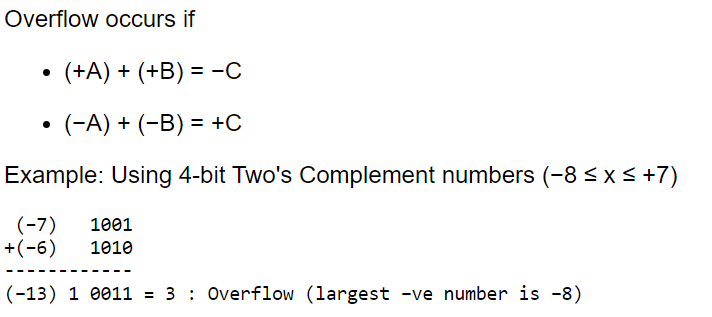 Overflow occurs if
• (+A) + (+B) = −C
• (−A) + (−B) = +C
Example: Using 4-bit Two's Complement numbers (−8 ≤ x ≤ +7)
 (-7)   1001
+(-6)   1010
------------
(-13) 1 0011 = 3 : Overflow (largest -ve number is -8)